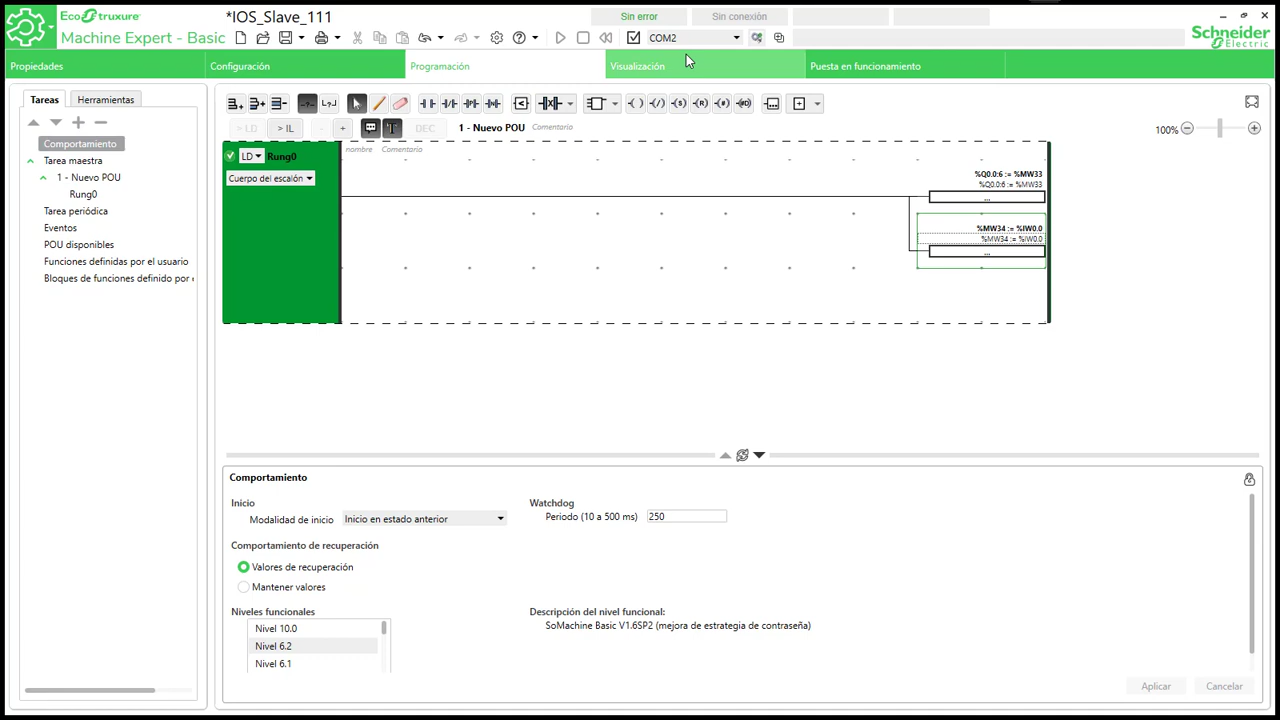 EcoStruxure
Machine Expert - Basic
*IOS_Slave_111
Sin error
Sin conexión
COM2
Schneider
Electric
Propiedades
Configuración
Programación
Visualización
Puesta en funcionamiento
Tareas
Herramientas
Comportamiento
Tarea maestra
1 - Nuevo POU
Rung0
Tarea periódica
Eventos
POU disponibles
Funciones definidas por el usuario
Bloques de funciones definido por e
> LD
> IL
-
+
DEC
1 - Nuevo POU
Comentario
100%
LD
Rung0
nombre
Comentarios
Cuerpo del escalón
%Q0.0:6 := %MW33
%Q0.0:6 := %MW33
...
%MW34 := %IW0.0
%MW34 := %IW0.0
...
Comportamiento
Inicio
Modalidad de inicio
Inicio en estado anterior
Watchdog
Periodo (10 a 500 ms)
250
Comportamiento de recuperación
Valores de recuperación
Mantener valores
Niveles funcionales
Nivel 10.0
Nivel 6.2
Nivel 6.1
Descripción del nivel funcional:
SoMachine Basic V1.6SP2 (mejora de estrategia de contraseña)
Aplicar
Cancelar